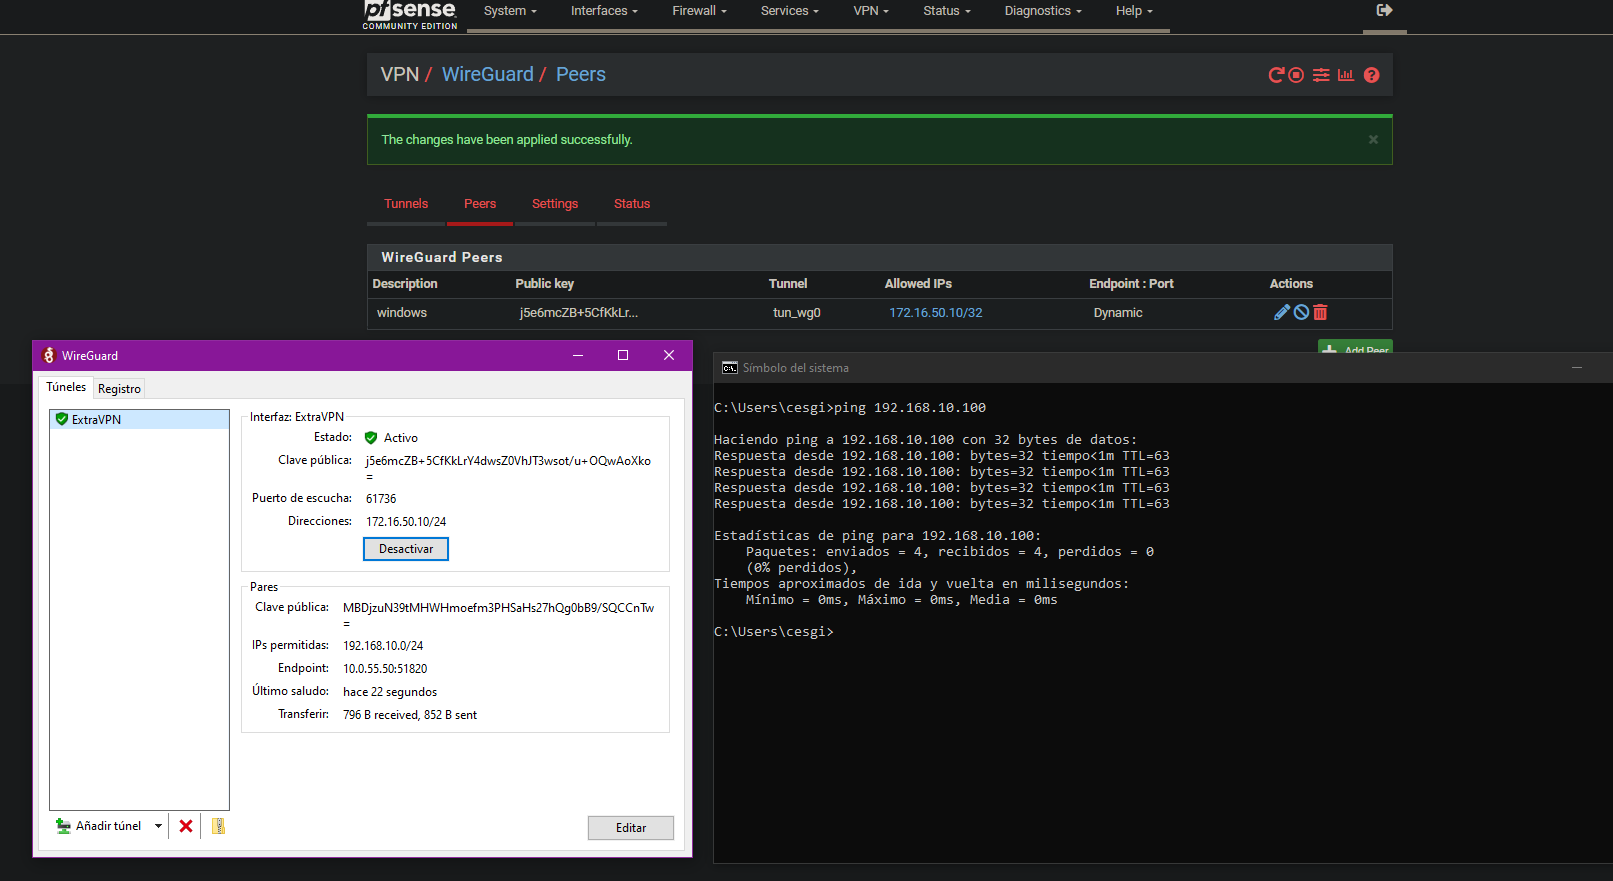 pfsense
COMMUNITY EDITION
System Interfaces Firewall Services VPN Status Diagnostics Help
VPN / WireGuard / Peers
The changes have been applied successfully.
Tunnels Peers Settings Status
WireGuard Peers
Description Public key Tunnel Allowed IPs Endpoint : Port Actions
windows j5e6mcZB+5CfKkLr... tun_wg0 172.16.50.10/32 Dynamic
Add Peer
WireGuard
Túneles Registro
ExtraVPN
Interfaz: ExtraVPN
Estado: Activo
Clave pública: j5e6mcZB+5CfKkLrY4dwsZ0VhJT3wsot/u+OQwAoXko
=
Puerto de escucha: 61736
Direcciones: 172.16.50.10/24
Desactivar
Pares
Clave pública: MBDjzuN39tMHWHmoefm3PHSaHs27hQg0bB9/SQCCnTw
=
IPs permitidas: 192.168.10.0/24
Endpoint: 10.0.55.50:51820
Último saludo: hace 22 segundos
Transferir: 796 B received, 852 B sent
Añadir túnel
Editar
Símbolo del sistema
C:\Users\cesgi>ping 192.168.10.100
Haciendo ping a 192.168.10.100 con 32 bytes de datos:
Respuesta desde 192.168.10.100: bytes=32 tiempo<1m TTL=63
Respuesta desde 192.168.10.100: bytes=32 tiempo<1m TTL=63
Respuesta desde 192.168.10.100: bytes=32 tiempo<1m TTL=63
Respuesta desde 192.168.10.100: bytes=32 tiempo<1m TTL=63
Estadísticas de ping para 192.168.10.100:
Paquetes: enviados = 4, recibidos = 4, perdidos = 0
(0% perdidos),
Tiempos aproximados de ida y vuelta en milisegundos:
Mínimo = 0ms, Máximo = 0ms, Media = 0ms
C:\Users\cesgi>